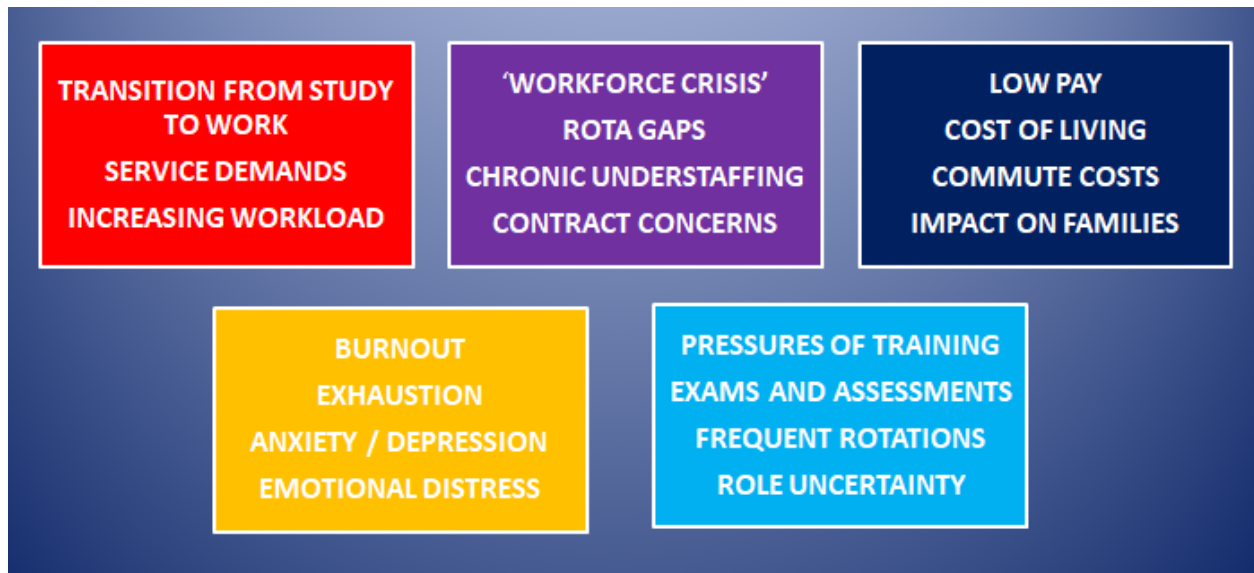 TRANSITION FROM STUDY
TO WORK
SERVICE DEMANDS
INCREASING WORKLOAD
‘WORKFORCE CRISIS’
ROTA GAPS
CHRONIC UNDERSTAFFING
CONTRACT CONCERNS
LOW PAY
COST OF LIVING
COMMUTE COSTS
IMPACT ON FAMILIES
BURNOUT
EXHAUSTION
ANXIETY / DEPRESSION
EMOTIONAL DISTRESS
PRESSURES OF TRAINING
EXAMS AND ASSESSMENTS
FREQUENT ROTATIONS
ROLE UNCERTAINTY